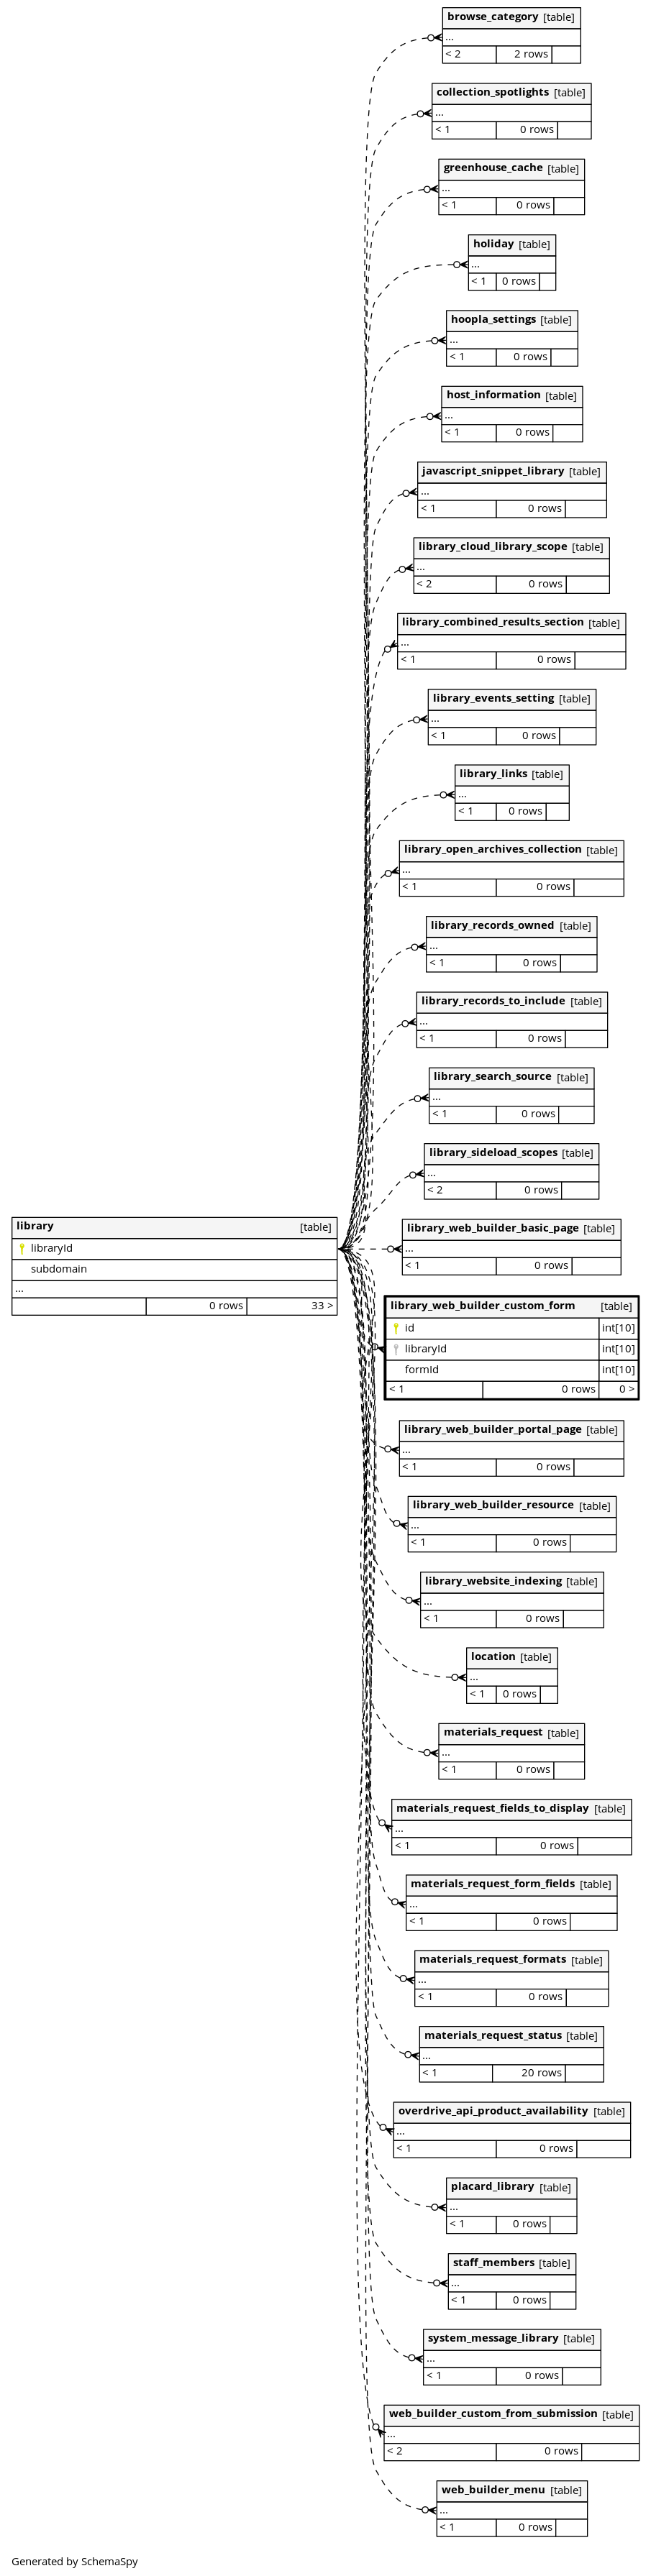 browse_category [table]
...
< 2 2 rows
collection_spotlights [table]
...
< 1 0 rows
greenhouse_cache [table]
...
< 1 0 rows
holiday [table]
...
< 1 0 rows
hoopla_settings [table]
...
< 1 0 rows
host_information [table]
...
< 1 0 rows
javascript_snippet_library [table]
...
< 1 0 rows
library_cloud_library_scope [table]
...
< 2 0 rows
library_combined_results_section [table]
...
< 1 0 rows
library_events_setting [table]
...
< 1 0 rows
library_links [table]
...
< 1 0 rows
library_open_archives_collection [table]
...
< 1 0 rows
library_records_owned [table]
...
< 1 0 rows
library_records_to_include [table]
...
< 1 0 rows
library_search_source [table]
...
< 1 0 rows
library_sideload_scopes [table]
...
< 2 0 rows
library [table]
libraryId
subdomain
...
0 rows 33 >
library_web_builder_basic_page [table]
...
< 1 0 rows
library_web_builder_custom_form [table]
id int[10]
libraryId int[10]
formId int[10]
< 1 0 rows 0 >
library_web_builder_portal_page [table]
...
< 1 0 rows
library_web_builder_resource [table]
...
< 1 0 rows
library_website_indexing [table]
...
< 1 0 rows
location [table]
...
< 1 0 rows
materials_request [table]
...
< 1 0 rows
materials_request_fields_to_display [table]
...
< 1 0 rows
materials_request_form_fields [table]
...
< 1 0 rows
materials_request_formats [table]
...
< 1 0 rows
materials_request_status [table]
...
< 1 20 rows
overdrive_api_product_availability [table]
...
< 1 0 rows
placard_library [table]
...
< 1 0 rows
staff_members [table]
...
< 1 0 rows
system_message_library [table]
...
< 1 0 rows
web_builder_custom_from_submission [table]
...
< 2 0 rows
web_builder_menu [table]
...
< 1 0 rows
Generated by SchemaSpy